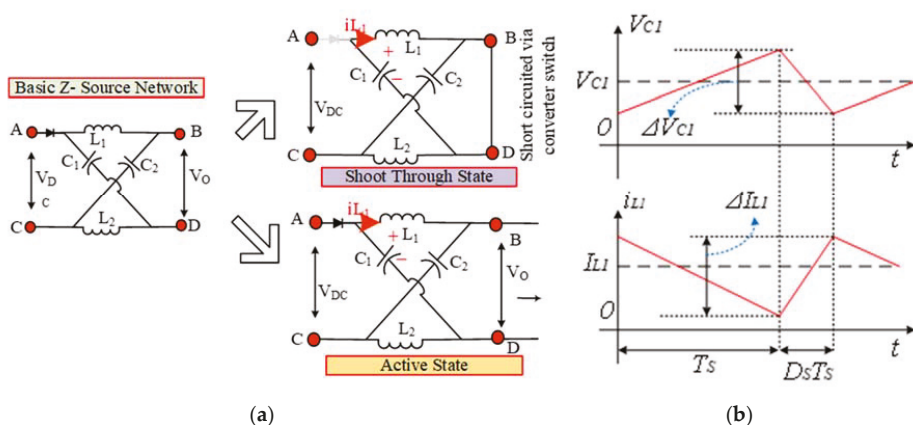 Basic Z- Source Network
A
B
L1
C1
C2
VD
C
VO
L2
C
D
A
iL1
B
L1
+
C1
−
C2
VDC
L2
C
D
Short circuited via
converter switch
Shoot Through State
A
iL1
L1
B
+
C1
−
C2
VDC
VO
L2
C
D
Active State
(a)
VC1
VC1
O
ΔVC1
t
iL1
ΔIL1
IL1
O
t
TS
DSTS
(b)